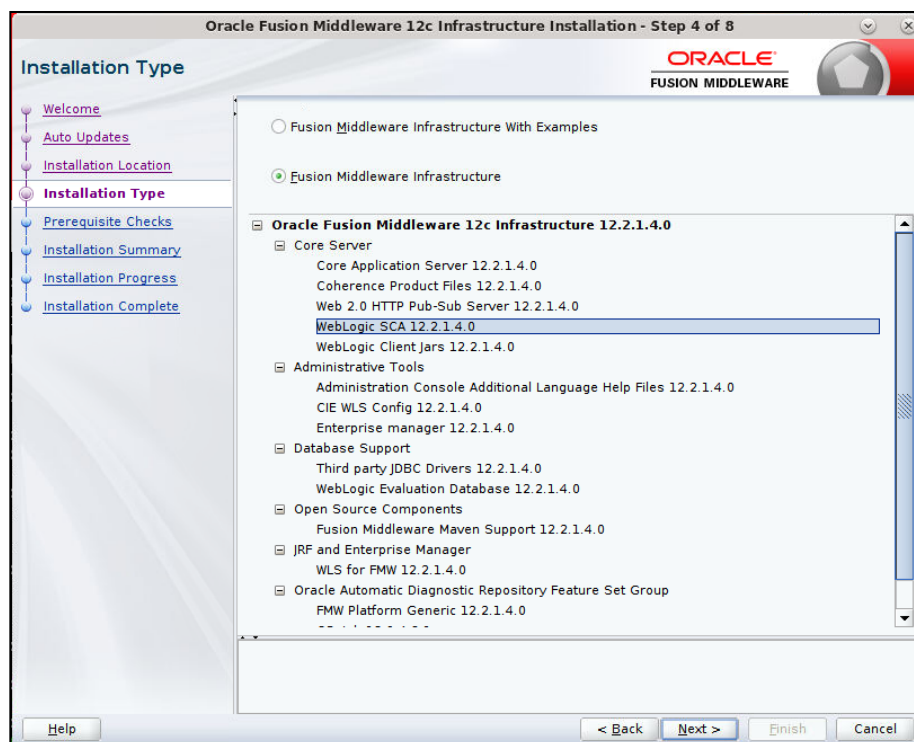 Oracle Fusion Middleware 12c Infrastructure Installation - Step 4 of 8
Installation Type
ORACLE
FUSION MIDDLEWARE
Welcome
Auto Updates
Installation Location
Installation Type
Prerequisite Checks
Installation Summary
Installation Progress
Installation Complete
Fusion Middleware Infrastructure With Examples
Fusion Middleware Infrastructure
Oracle Fusion Middleware 12c Infrastructure 12.2.1.4.0
Core Server
Core Application Server 12.2.1.4.0
Coherence Product Files 12.2.1.4.0
Web 2.0 HTTP Pub-Sub Server 12.2.1.4.0
WebLogic SCA 12.2.1.4.0
WebLogic Client Jars 12.2.1.4.0
Administrative Tools
Administration Console Additional Language Help Files 12.2.1.4.0
CIE WLS Config 12.2.1.4.0
Enterprise manager 12.2.1.4.0
Database Support
Third party JDBC Drivers 12.2.1.4.0
WebLogic Evaluation Database 12.2.1.4.0
Open Source Components
Fusion Middleware Maven Support 12.2.1.4.0
JRF and Enterprise Manager
WLS for FMW 12.2.1.4.0
Oracle Automatic Diagnostic Repository Feature Set Group
FMW Platform Generic 12.2.1.4.0
Help
< Back
Next >
Finish
Cancel